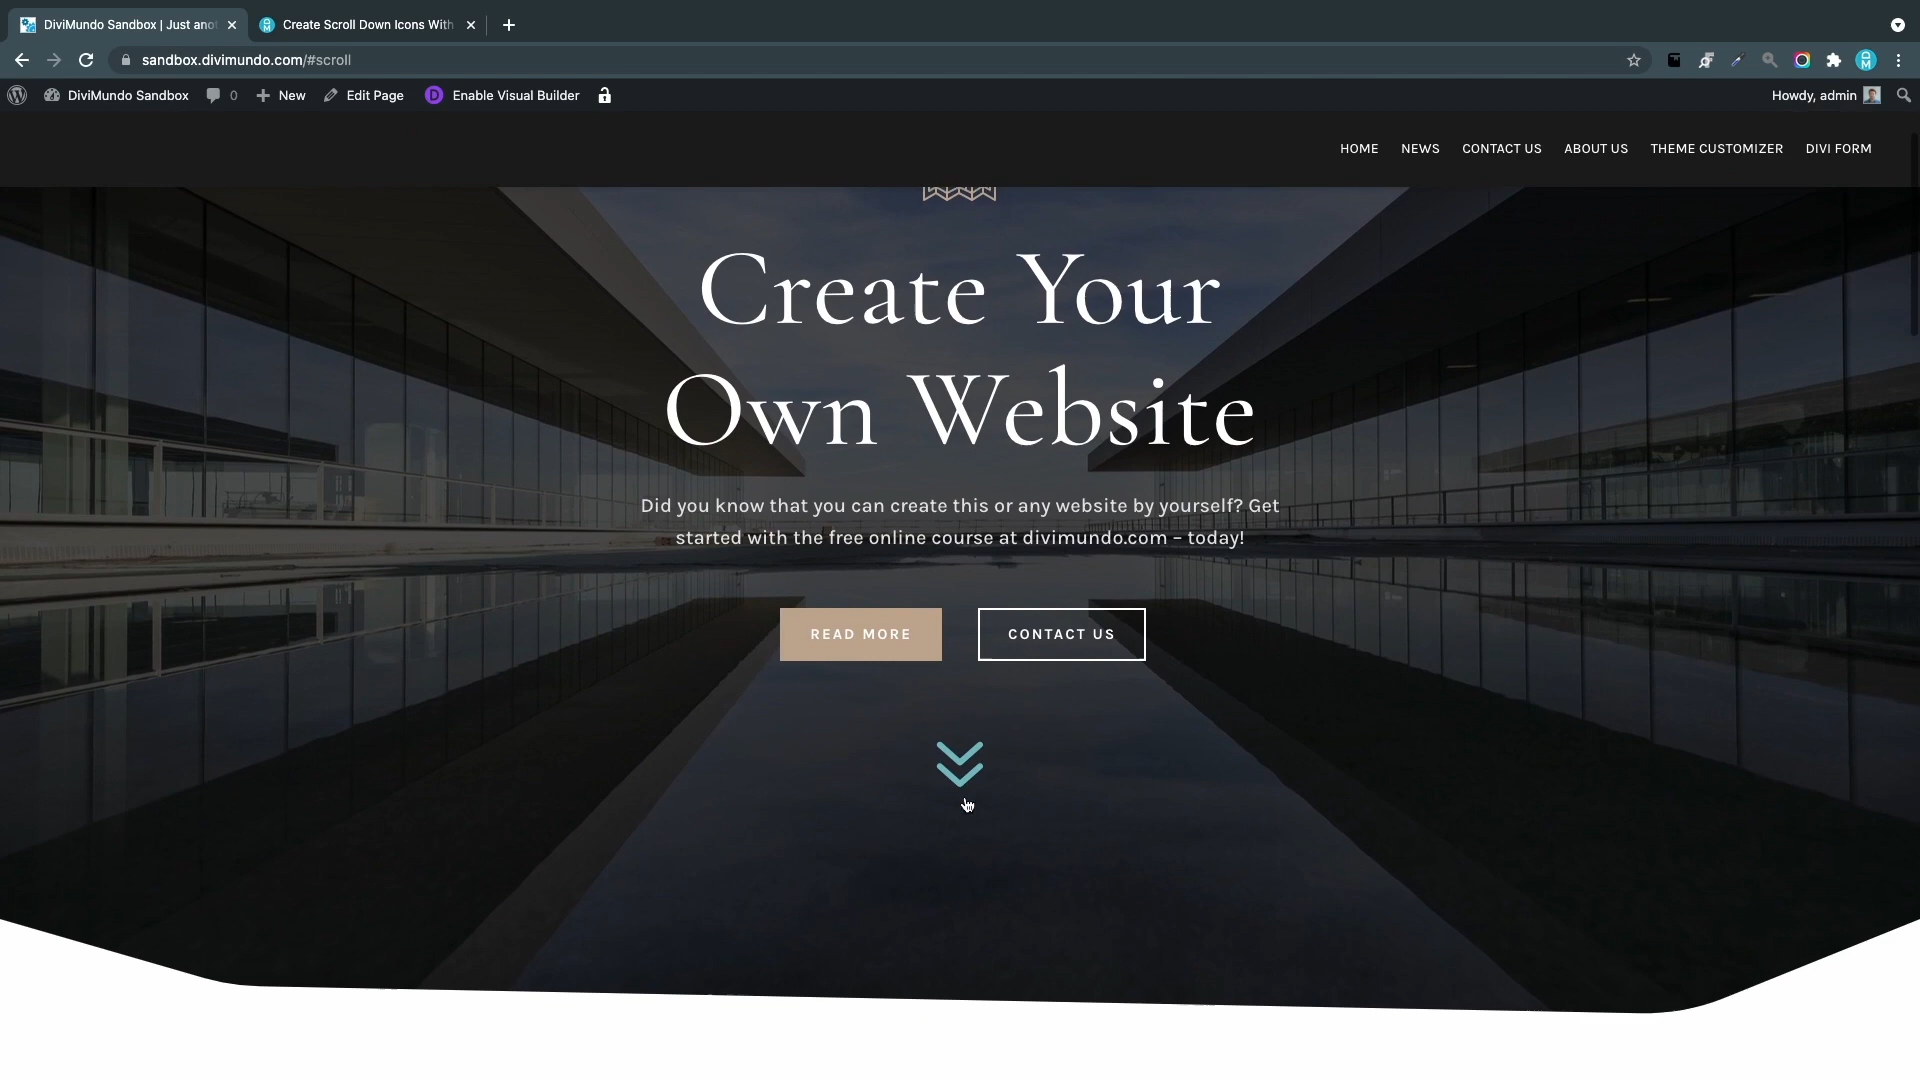 DiviMundo Sandbox | Just anot
Create Scroll Down Icons With
sandbox.divimundo.com/#scroll
DiviMundo Sandbox 0 New Edit Page D Enable Visual Builder Howdy, admin
HOME NEWS CONTACT US ABOUT US THEME CUSTOMIZER DIVI FORM
Create Your
Own Website
Did you know that you can create this or any website by yourself? Get
started with the free online course at divimundo.com – today!
READ MORE CONTACT US